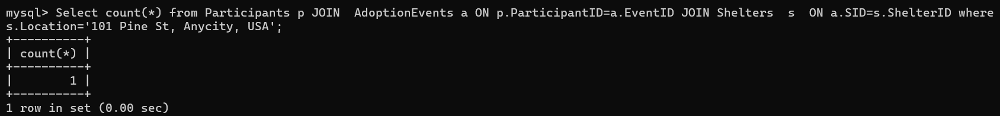 mysql> Select count(*) from Participants p JOIN  AdoptionEvents a ON p.ParticipantID=a.EventID JOIN Shelters  s  ON a.SID=s.ShelterID where
s.Location='101 Pine St, Anycity, USA';
+----------+
| count(*) |
+----------+
|        1 |
+----------+
1 row in set (0.00 sec)